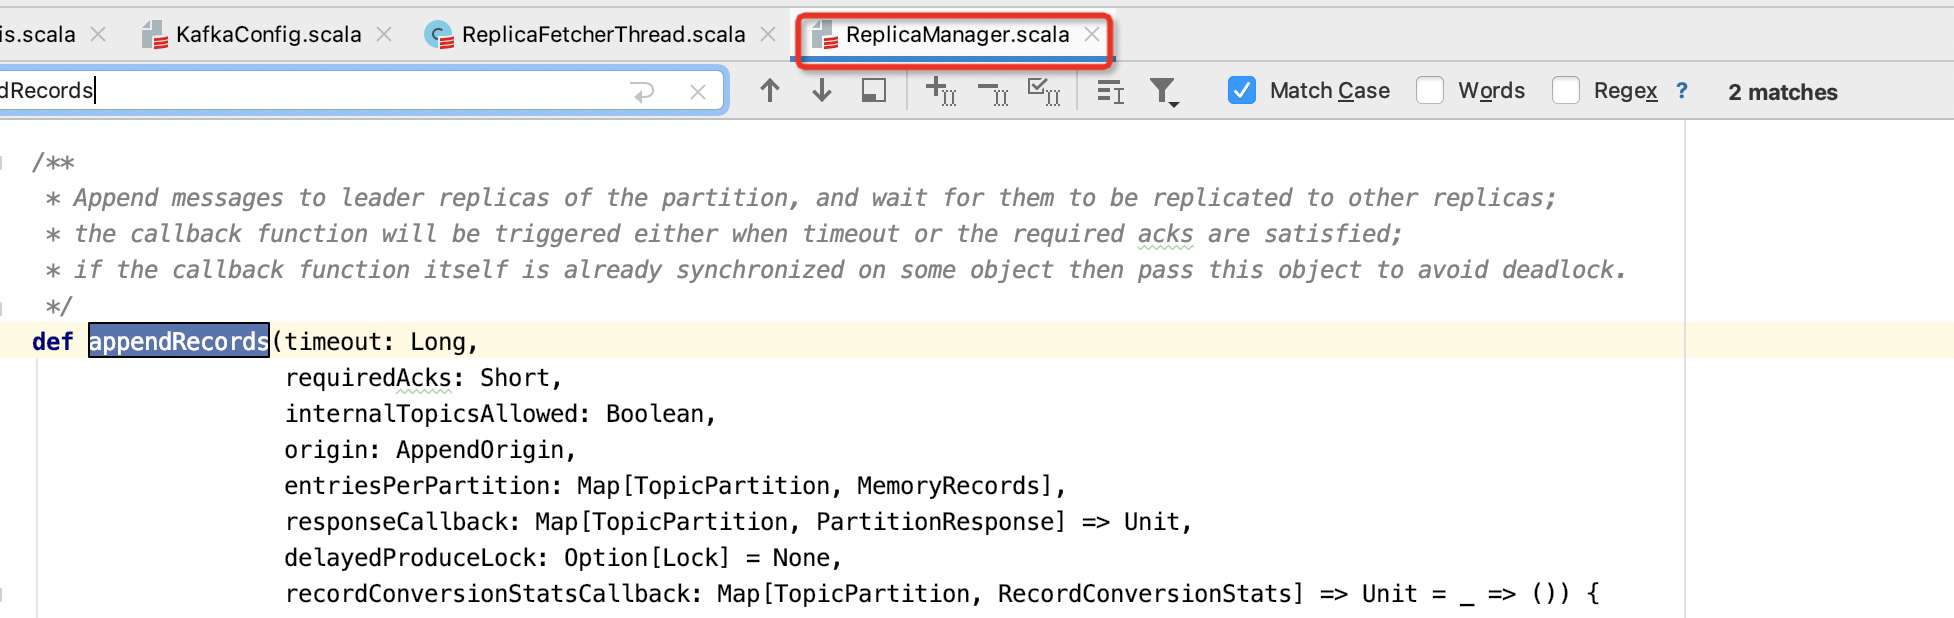 is.scala KafkaConfig.scala ReplicaFetcherThread.scala ReplicaManager.scala
dRecords Match Case Words Regex ? 2 matches
/**
* Append messages to leader replicas of the partition, and wait for them to be replicated to other replicas;
* the callback function will be triggered either when timeout or the required acks are satisfied;
* if the callback function itself is already synchronized on some object then pass this object to avoid deadlock.
*/
def appendRecords(timeout: Long,
requiredAcks: Short,
internalTopicsAllowed: Boolean,
origin: AppendOrigin,
entriesPerPartition: Map[TopicPartition, MemoryRecords],
responseCallback: Map[TopicPartition, PartitionResponse] => Unit,
delayedProduceLock: Option[Lock] = None,
recordConversionStatsCallback: Map[TopicPartition, RecordConversionStats] => Unit = _ => ()) {